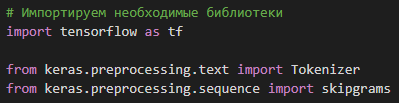 # Импортируем необходимые библиотеки
import tensorflow as tf
from keras.preprocessing.text import Tokenizer
from keras.preprocessing.sequence import skipgrams